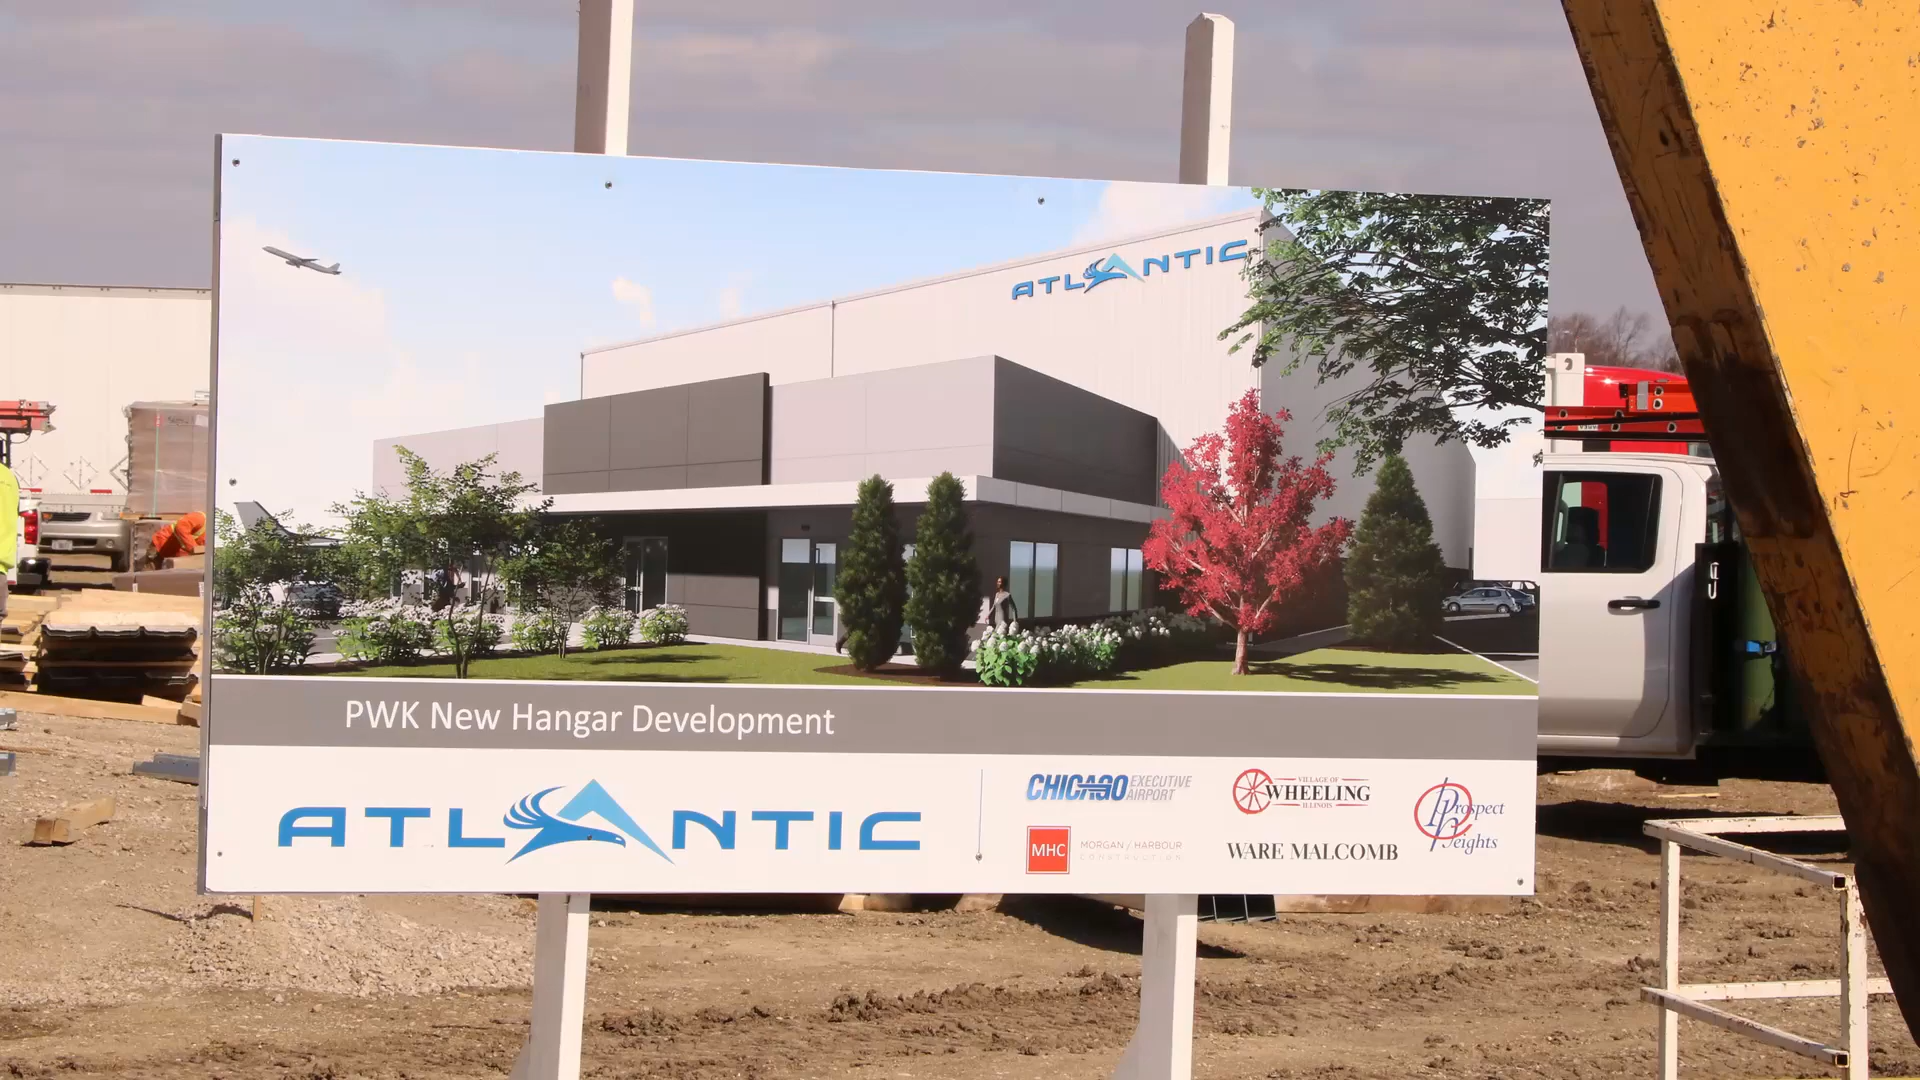 ATLANTIC
PWK New Hangar Development
ATLANTIC
CHICAGO EXECUTIVE AIRPORT
VILLAGE OF
WHEELING
ILLINOIS
Prospect
Heights
MHC
MORGAN / HARBOUR
CONSTRUCTION
WARE MALCOMB